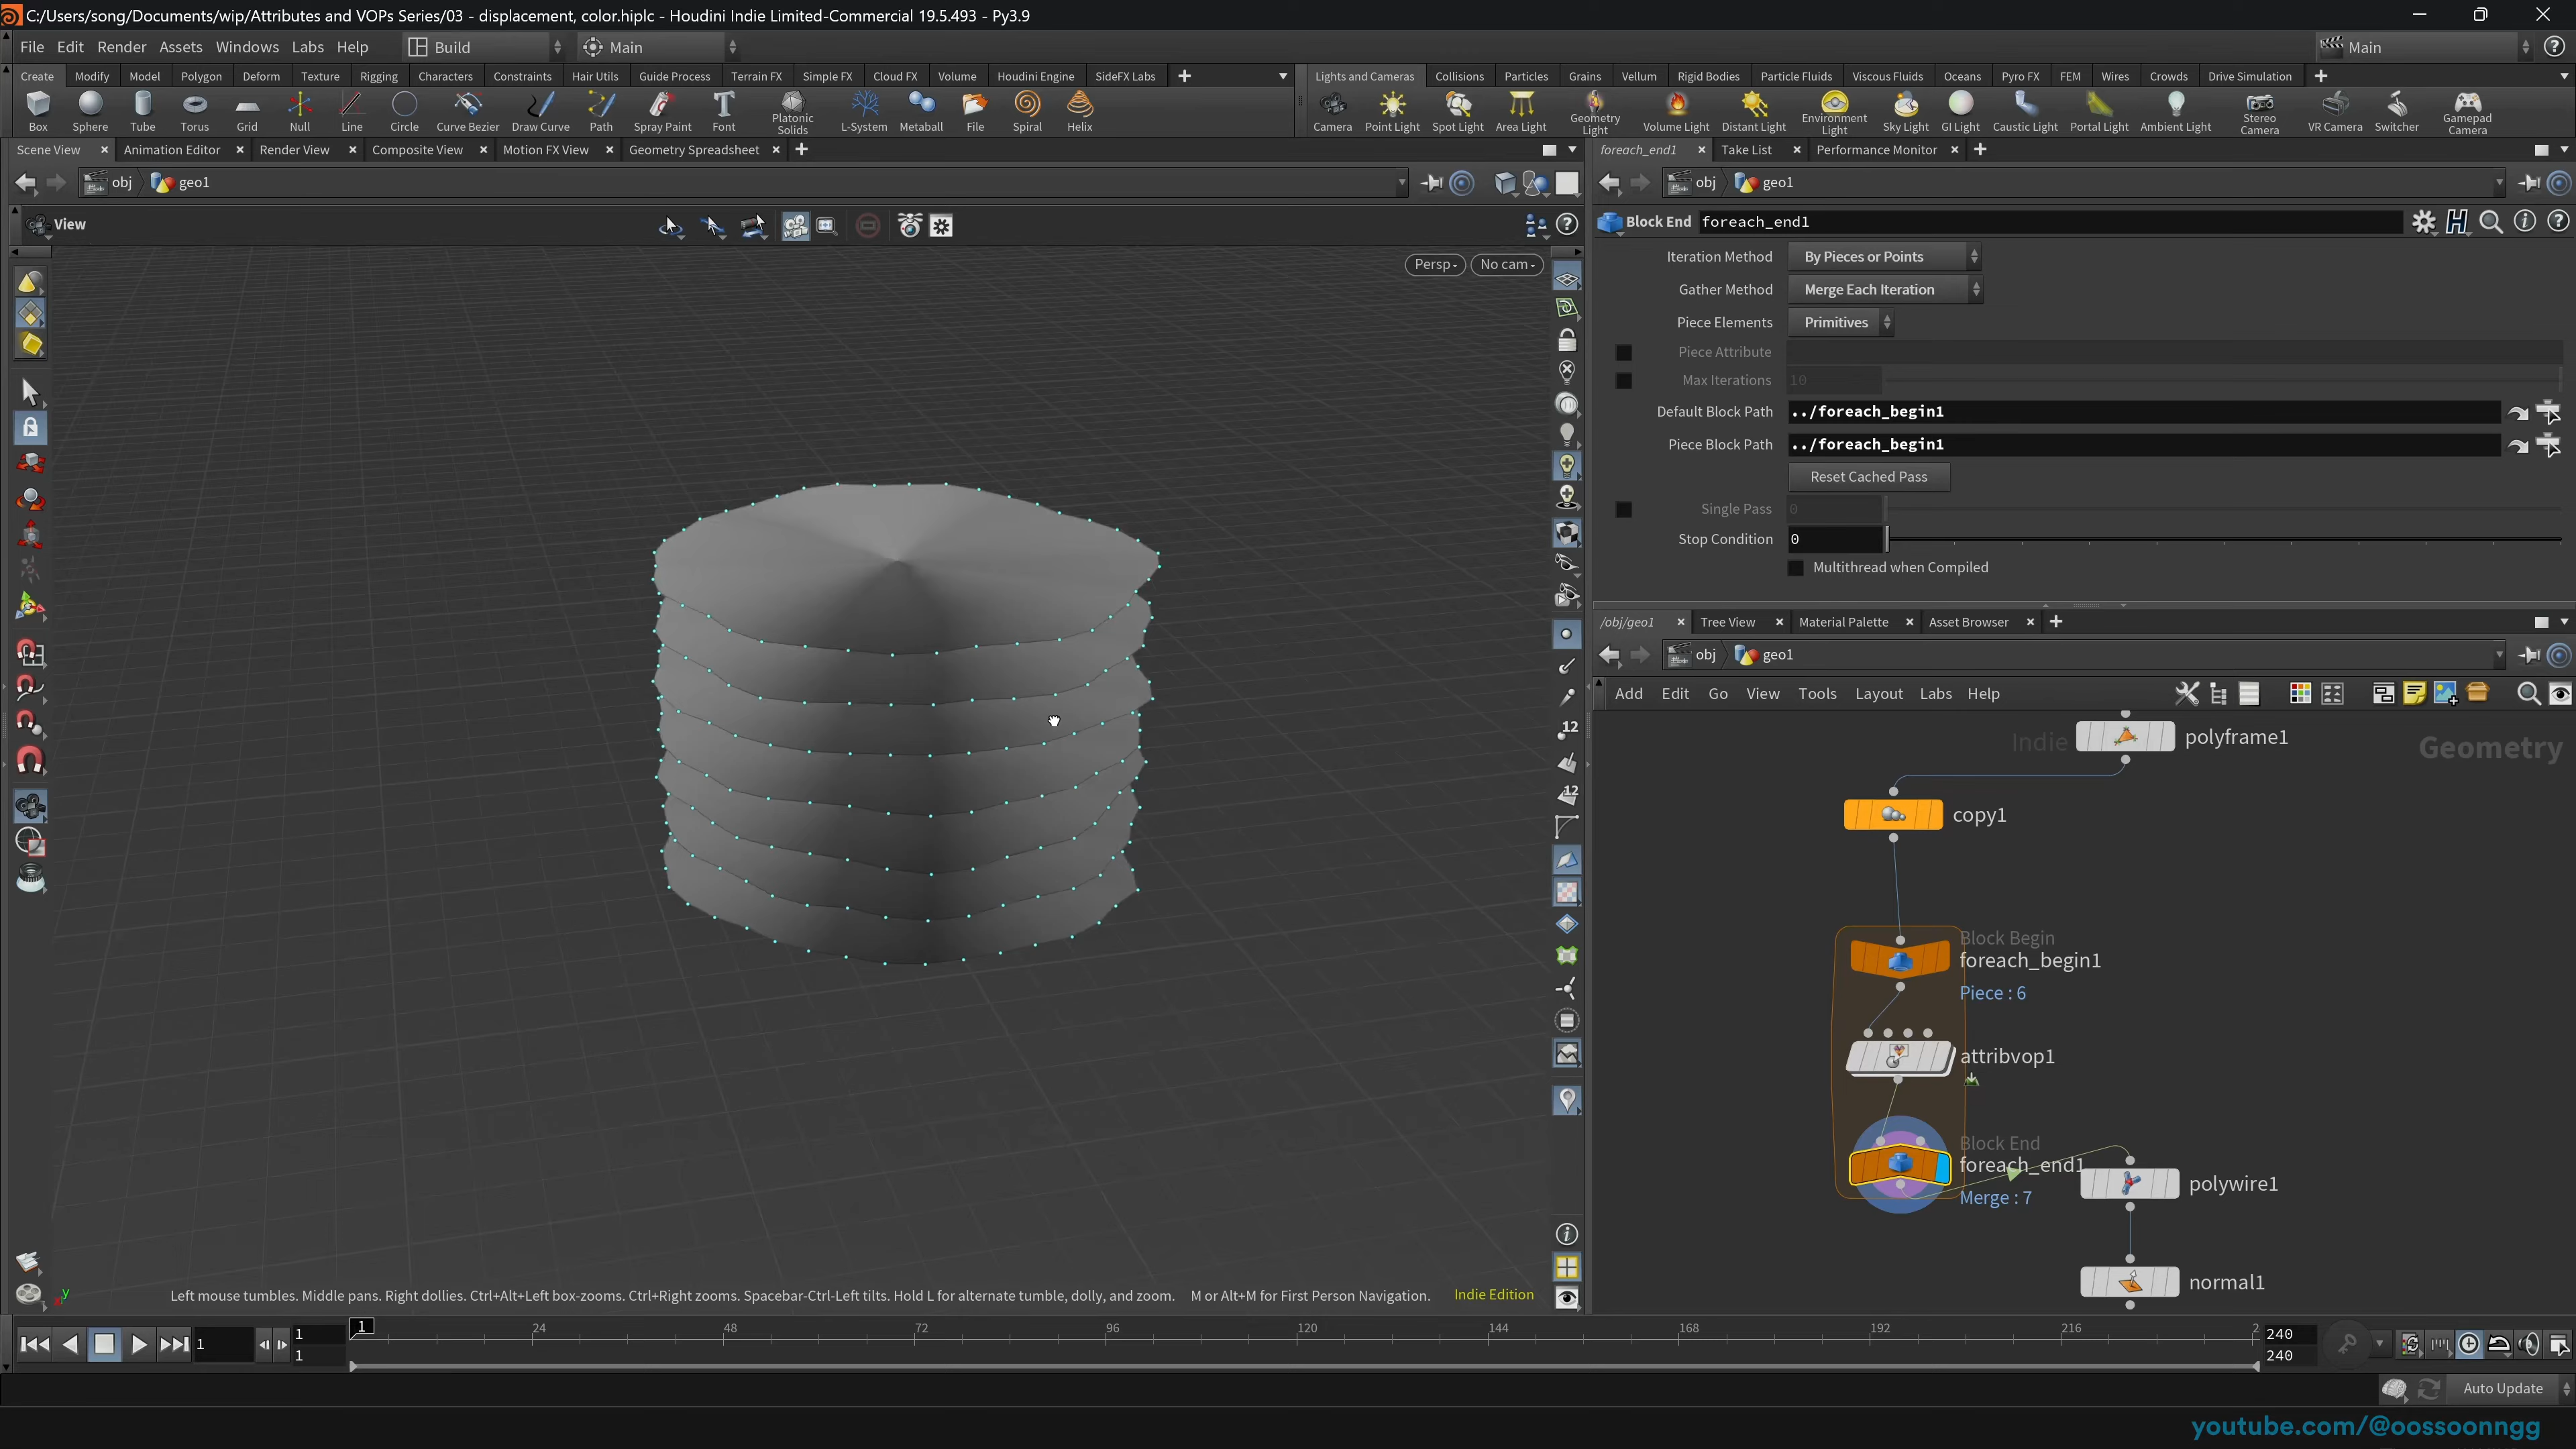 C:/Users/song/Documents/wip/Attributes and VOPs Series/03 - displacement, color.hiplc - Houdini Indie Limited-Commercial 19.5.493 - Py3.9
File Edit Render Assets Windows Labs Help Build Main Main
Create Modify Model Polygon Deform Texture Rigging Characters Constraints Hair Utils Guide Process Terrain FX Simple FX Cloud FX Volume Houdini Engine SideFX Labs
Lights and Cameras Collisions Particles Grains Vellum Rigid Bodies Particle Fluids Viscous Fluids Oceans Pyro FX FEM Wires Crowds Drive Simulation
Box Sphere Tube Torus Grid Null Line Circle Curve Bezier Draw Curve Path Spray Paint Font Platonic Solids L-System Metaball File Spiral Helix
Camera Point Light Spot Light Area Light Geometry Light Volume Light Distant Light Environment Light Sky Light GI Light Caustic Light Portal Light Ambient Light Stereo Camera VR Camera Switcher Gamepad Camera
Scene View Animation Editor Render View Composite View Motion FX View Geometry Spreadsheet
foreach_end1 Take List Performance Monitor
obj geo1
obj geo1
View
Block End foreach_end1
Persp No cam
Iteration Method By Pieces or Points
Gather Method Merge Each Iteration
Piece Elements Primitives
Piece Attribute
Max Iterations 10
Default Block Path ../foreach_begin1
Piece Block Path ../foreach_begin1
Reset Cached Pass
Single Pass 0
Stop Condition 0
Multithread when Compiled
/obj/geo1 Tree View Material Palette Asset Browser
obj geo1
Add Edit Go View Tools Layout Labs Help
12
12
Indie polyframe1 Geometry
copy1
Block Begin
foreach_begin1
Piece : 6
attribvop1
Block End
foreach_end1
Merge : 7
polywire1
normal1
y
Left mouse tumbles. Middle pans. Right dollies. Ctrl+Alt+Left box-zooms. Ctrl+Right zooms. Spacebar-Ctrl-Left tilts. Hold L for alternate tumble, dolly, and zoom. M or Alt+M for First Person Navigation. Indie Edition
1 1 1 1 24 48 72 96 120 144 168 192 216 2 240 240
Auto Update
youtube.com/@oossoonngg